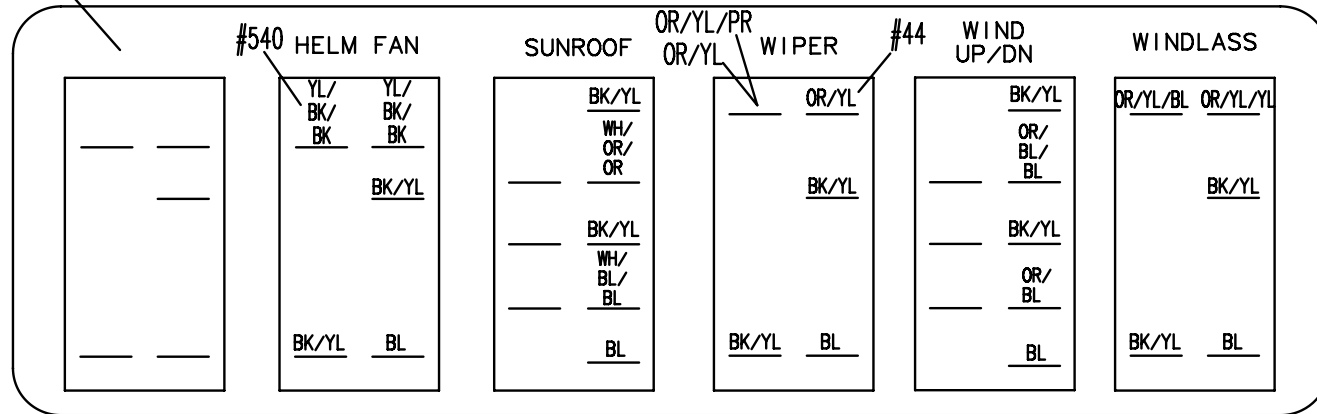 #540 HELM FAN
YL/ YL/
BK/ BK/
BK BK
BK/YL
BK/YL BL
SUNROOF
BK/YL
WH/
OR/
OR
BK/YL
WH/
BL/
BL
BL
OR/YL/PR
OR/YL
WIPER
#44
OR/YL
BK/YL
BK/YL BL
WIND
UP/DN
BK/YL
OR/
BL/
BL
BK/YL
OR/
BL
BL
WINDLASS
OR/YL/BL OR/YL/YL
BK/YL
BK/YL BL